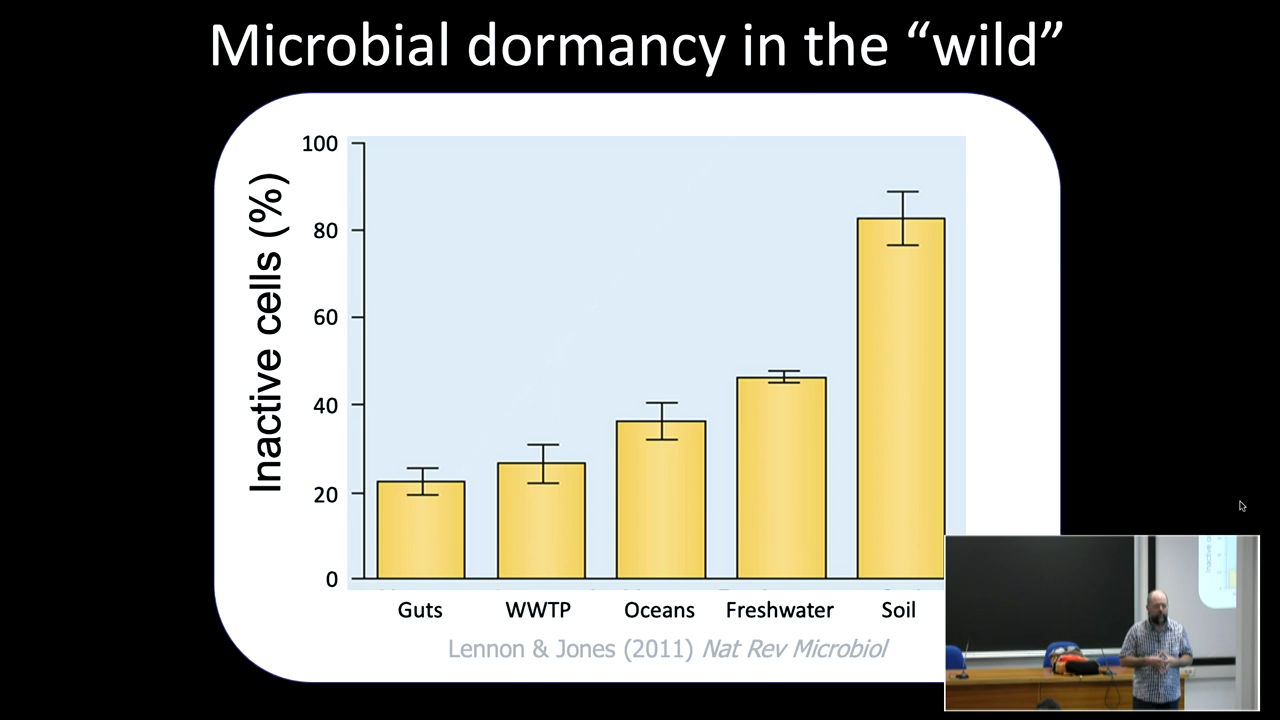 Microbial dormancy in the “wild”
Inactive cells (%)
100
80
60
40
20
0
Guts WWTP Oceans Freshwater Soil
Lennon & Jones (2011) Nat Rev Microbiol